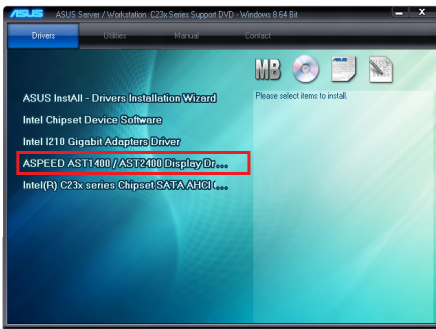 ASUS ASUS Server / Workstation C23x Series Support DVD - Windows 8 64 Bit
Drivers Utilities Manual Contact
MB
Please select items to install.
ASUS InstAll - Drivers Installation Wizard
Intel Chipset Device Software
Intel I210 Gigabit Adapters Driver
ASPEED AST1400 / AST2400 Display Dr...
Intel(R) C23x series Chipset SATA AHCI (...